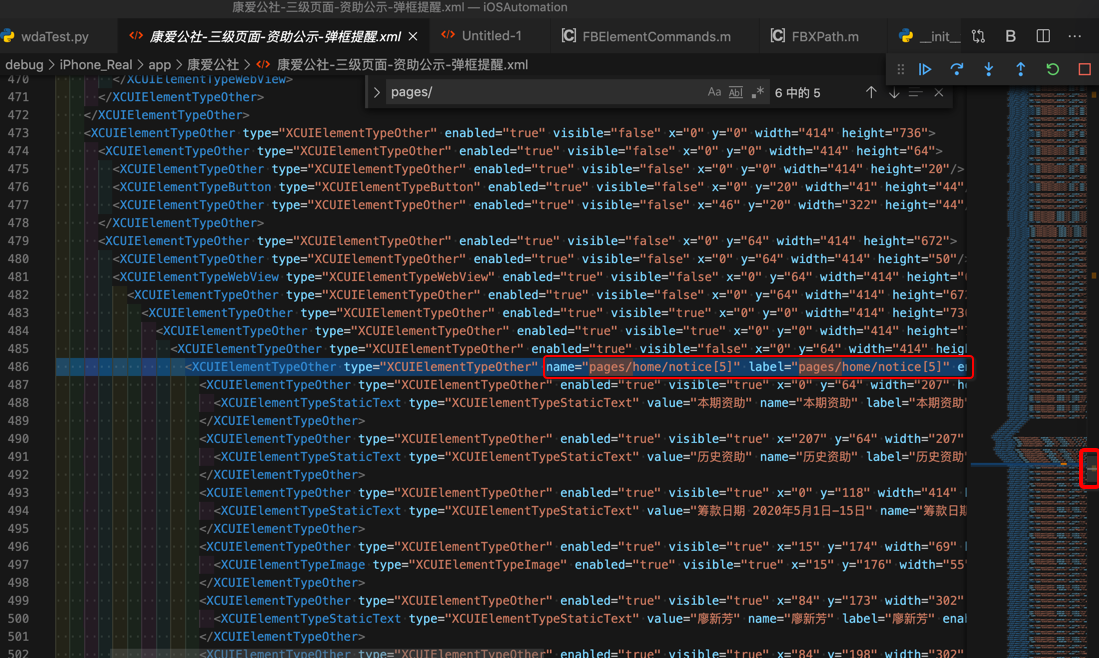 康爱公社-三级页面-资助公示-弹框提醒.xml — iOSAutomation
wdaTest.py
康爱公社-三级页面-资助公示-弹框提醒.xml
Untitled-1
FBElementCommands.m
FBXPath.m
__init__
debug > iPhone_Real > app > 康爱公社 > 康爱公社-三级页面-资助公示-弹框提醒.xml
pages/
Aa Abl .* 6 中的 5
470 </XCUIElementTypeWebView>
471 </XCUIElementTypeOther>
472 </XCUIElementTypeOther>
473 <XCUIElementTypeOther type="XCUIElementTypeOther" enabled="true" visible="false" x="0" y="0" width="414" height="736">
474 <XCUIElementTypeOther type="XCUIElementTypeOther" enabled="true" visible="false" x="0" y="0" width="414" height="64">
475 <XCUIElementTypeOther type="XCUIElementTypeOther" enabled="true" visible="false" x="0" y="0" width="414" height="20"/>
476 <XCUIElementTypeButton type="XCUIElementTypeButton" enabled="true" visible="false" x="0" y="20" width="41" height="44"/
477 <XCUIElementTypeOther type="XCUIElementTypeOther" enabled="true" visible="false" x="46" y="20" width="322" height="44"/
478 </XCUIElementTypeOther>
479 <XCUIElementTypeOther type="XCUIElementTypeOther" enabled="true" visible="false" x="0" y="64" width="414" height="672">
480 <XCUIElementTypeOther type="XCUIElementTypeOther" enabled="true" visible="false" x="0" y="64" width="414" height="50"/
481 <XCUIElementTypeWebView type="XCUIElementTypeWebView" enabled="true" visible="false" x="0" y="64" width="414" height="
482 <XCUIElementTypeOther type="XCUIElementTypeOther" enabled="true" visible="false" x="0" y="64" width="414" height="67
483 <XCUIElementTypeOther type="XCUIElementTypeOther" enabled="true" visible="false" x="0" y="0" width="414" height="736
484 <XCUIElementTypeOther type="XCUIElementTypeOther" enabled="true" visible="false" x="0" y="0" width="414" height="
485 <XCUIElementTypeOther type="XCUIElementTypeOther" enabled="true" visible="false" x="0" y="64" width="414" heig
486 <XCUIElementTypeOther type="XCUIElementTypeOther" name="pages/home/notice[5]" label="pages/home/notice[5]" e
487 <XCUIElementTypeOther type="XCUIElementTypeOther" enabled="true" visible="true" x="0" y="64" width="207" he
488 <XCUIElementTypeStaticText type="XCUIElementTypeStaticText" value="本期资助" name="本期资助" label="本期资助"
489 </XCUIElementTypeOther>
490 <XCUIElementTypeOther type="XCUIElementTypeOther" enabled="true" visible="true" x="207" y="64" width="207"
491 <XCUIElementTypeStaticText type="XCUIElementTypeStaticText" value="历史资助" name="历史资助" label="历史资助"
492 </XCUIElementTypeOther>
493 <XCUIElementTypeOther type="XCUIElementTypeOther" enabled="true" visible="true" x="0" y="118" width="414" h
494 <XCUIElementTypeStaticText type="XCUIElementTypeStaticText" value="筹款日期 2020年5月1日-15日" name="筹款日
495 </XCUIElementTypeOther>
496 <XCUIElementTypeOther type="XCUIElementTypeOther" enabled="true" visible="true" x="15" y="174" width="69" h
497 <XCUIElementTypeImage type="XCUIElementTypeImage" enabled="true" visible="true" x="15" y="176" width="55"
498 </XCUIElementTypeOther>
499 <XCUIElementTypeOther type="XCUIElementTypeOther" enabled="true" visible="true" x="84" y="173" width="302"
500 <XCUIElementTypeStaticText type="XCUIElementTypeStaticText" value="廖新芳" name="廖新芳" label="廖新芳" enab
501 </XCUIElementTypeOther>
502 <XCUIElementTypeOther type="XCUIElementTypeOther" enabled="true" visible="true" x="84" y="198" width="302"